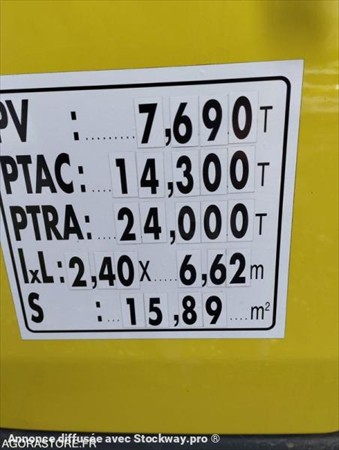 PV : ......... 7,690 T
PTAC: .... 14,300 T
PTRA: .... 24,000 T
lxL: 2,40 x ..... 6,62 m
S : .... 15,89 .... m²
Annonce diffusée avec Stockway.pro ®
AGORASTORE.FR